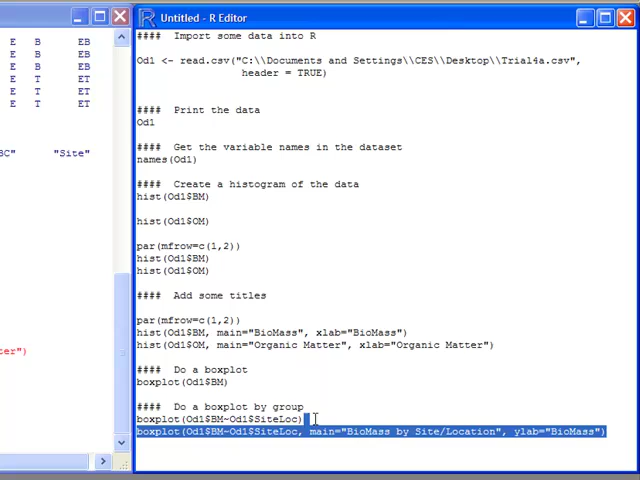 E B EB
E B EB
E B EB
E T ET
E T ET
E T ET
BC" "Site"
ter")
Untitled - R Editor
#### Import some data into R
Od1 <- read.csv("C:\\Documents and Settings\\CES\\Desktop\\Trial4a.csv",
header = TRUE)
#### Print the data
Od1
#### Get the variable names in the dataset
names(Od1)
#### Create a histogram of the data
hist(Od1$BM)
hist(Od1$OM)
par(mfrow=c(1,2))
hist(Od1$BM)
hist(Od1$OM)
#### Add some titles
par(mfrow=c(1,2))
hist(Od1$BM, main="BioMass", xlab="BioMass")
hist(Od1$OM, main="Organic Matter", xlab="Organic Matter")
#### Do a boxplot
boxplot(Od1$BM)
#### Do a boxplot by group
boxplot(Od1$BM~Od1$SiteLoc)
boxplot(Od1$BM~Od1$SiteLoc, main="BioMass by Site/Location", ylab="BioMass")